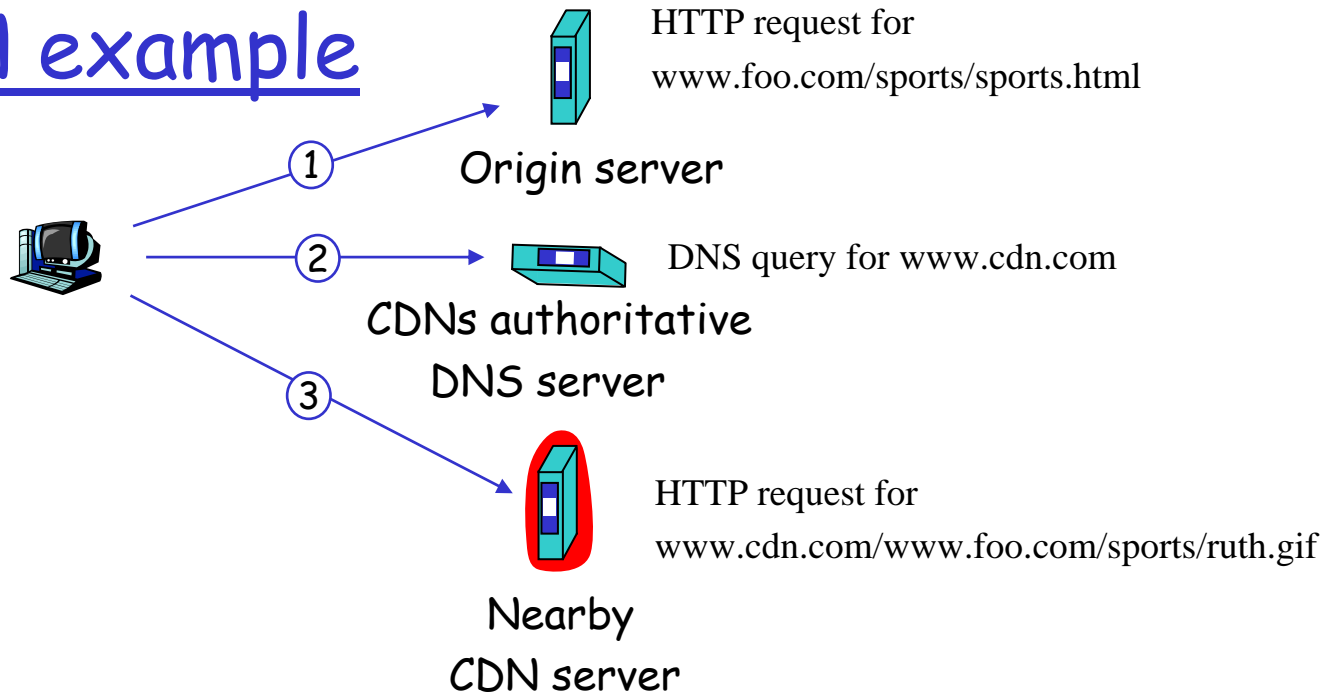 example
HTTP request for
www.foo.com/sports/sports.html
1
Origin server
2
DNS query for www.cdn.com
CDNs authoritative
DNS server
3
HTTP request for
www.cdn.com/www.foo.com/sports/ruth.gif
Nearby
CDN server